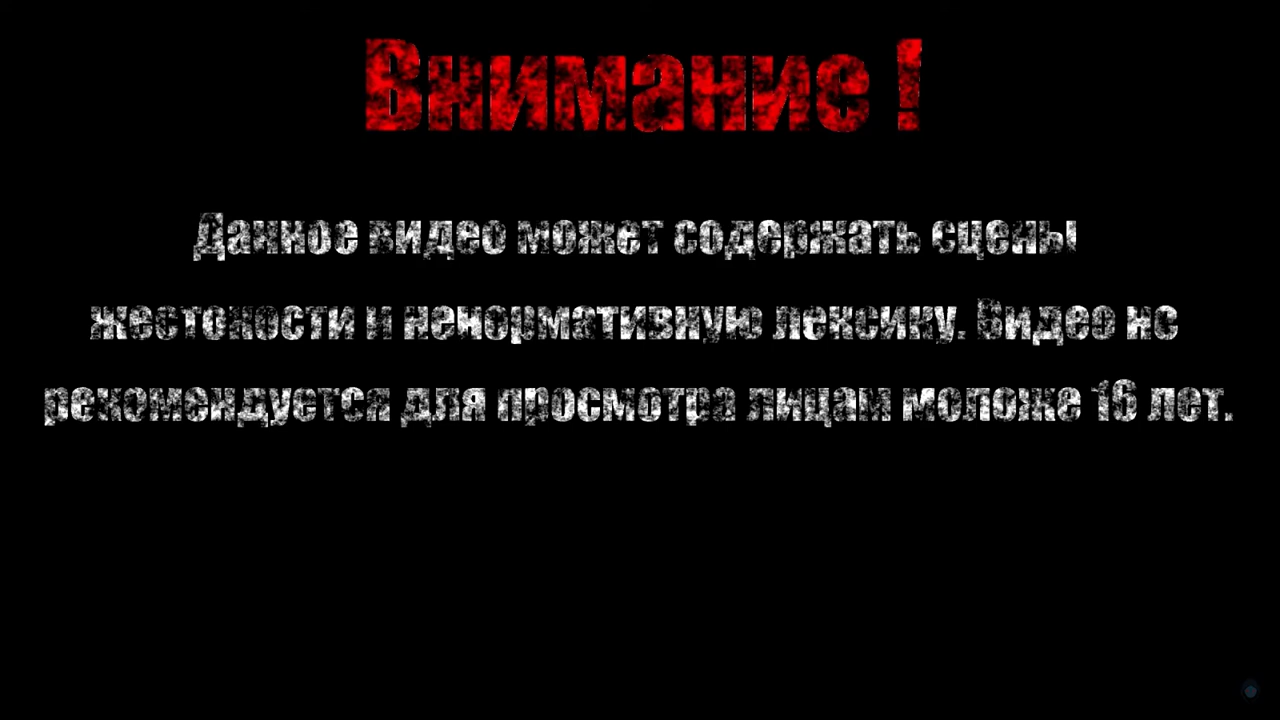 Внимание !
Данное видео может содержать сцены
жестокости и ненормативную лексику. Видео не
рекомендуется для просмотра лицам моложе 16 лет.